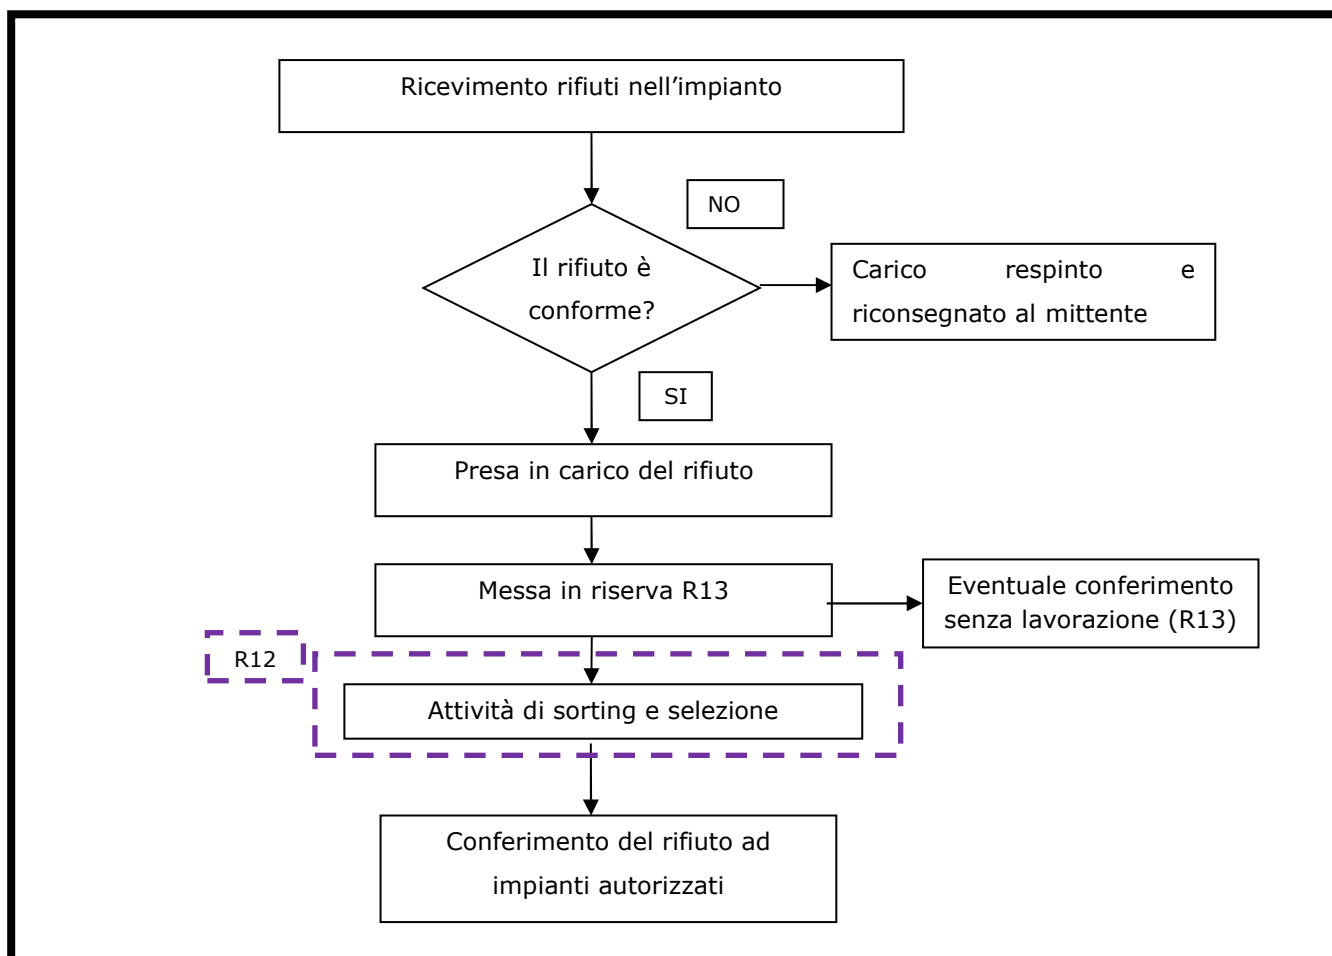 Ricevimento rifiuti nell’impianto
NO
Il rifiuto è
conforme?
Carico respinto e
riconsegnato al mittente
SI
Presa in carico del rifiuto
Messa in riserva R13
Eventuale conferimento
senza lavorazione (R13)
R12
Attività di sorting e selezione
Conferimento del rifiuto ad
impianti autorizzati